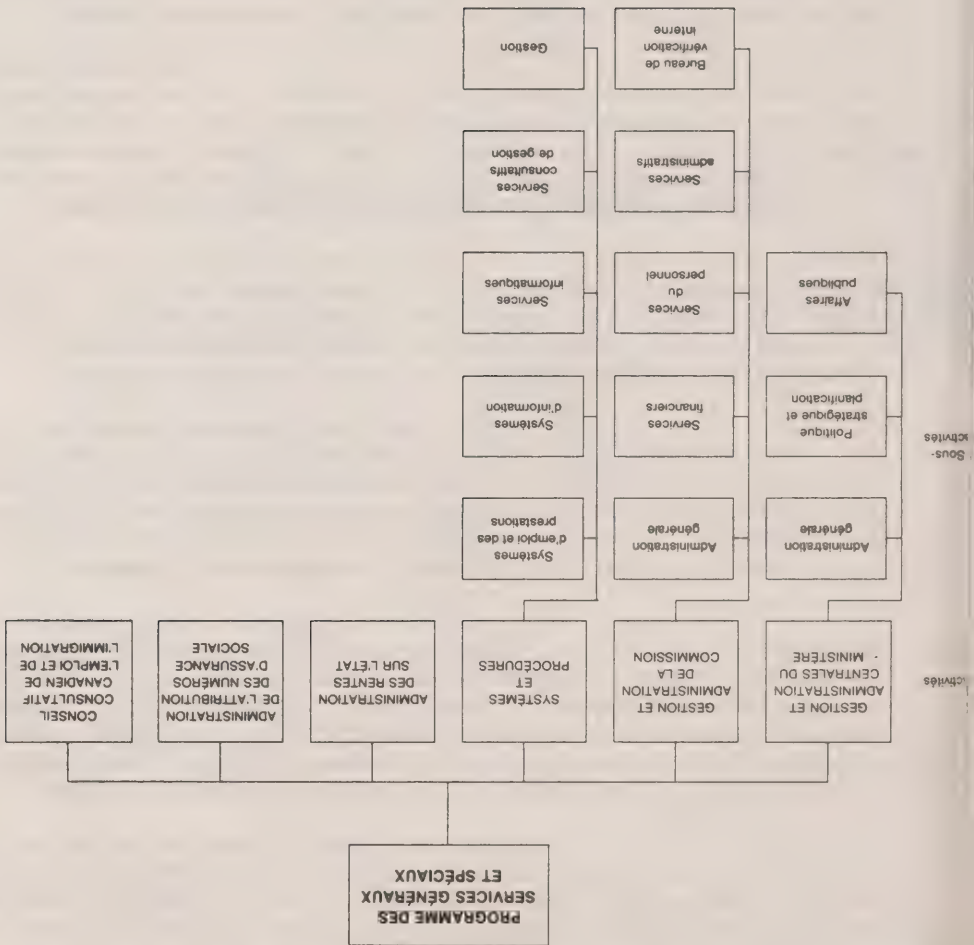 PROGRAMME DES
SERVICES GÉNÉRAUX
ET SPÉCIAUX
ctivités
GESTION ET
ADMINISTRATION
CENTRALES DU
MINISTÈRE
GESTION ET
ADMINISTRATION
DE LA
COMMISSION
SYSTÈMES
ET
PROCÉDURES
ADMINISTRATION
DES RENTES
SUR L'ÉTAT
ADMINISTRATION
DE L'ATTRIBUTION
DES NUMÉROS
D'ASSURANCE
SOCIALE
CONSEIL
CONSULTATIF
CANADIEN DE
L'EMPLOI ET DE
L'IMMIGRATION
Sous-
ctivités
Administration
générale
Politique
stratégique et
planification
Affaires
publiques
Administration
générale
Services
financiers
Services
du
personnel
Services
administratifs
Bureau de
vérification
interne
Systèmes
d'emploi et des
prestations
Systèmes
d'information
Services
informatiques
Services
consultatifs
de gestion
Gestion